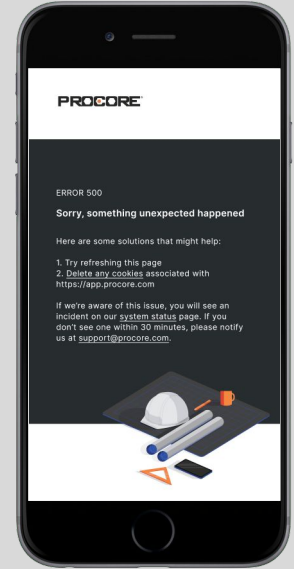 PROCORE®
ERROR 500
Sorry, something unexpected happened
Here are some solutions that might help:
1. Try refreshing this page
2. Delete any cookies associated with
https://app.procore.com
If we're aware of this issue, you will see an
incident on our system status page. If you
don't see one within 30 minutes, please notify
us at support@procore.com.